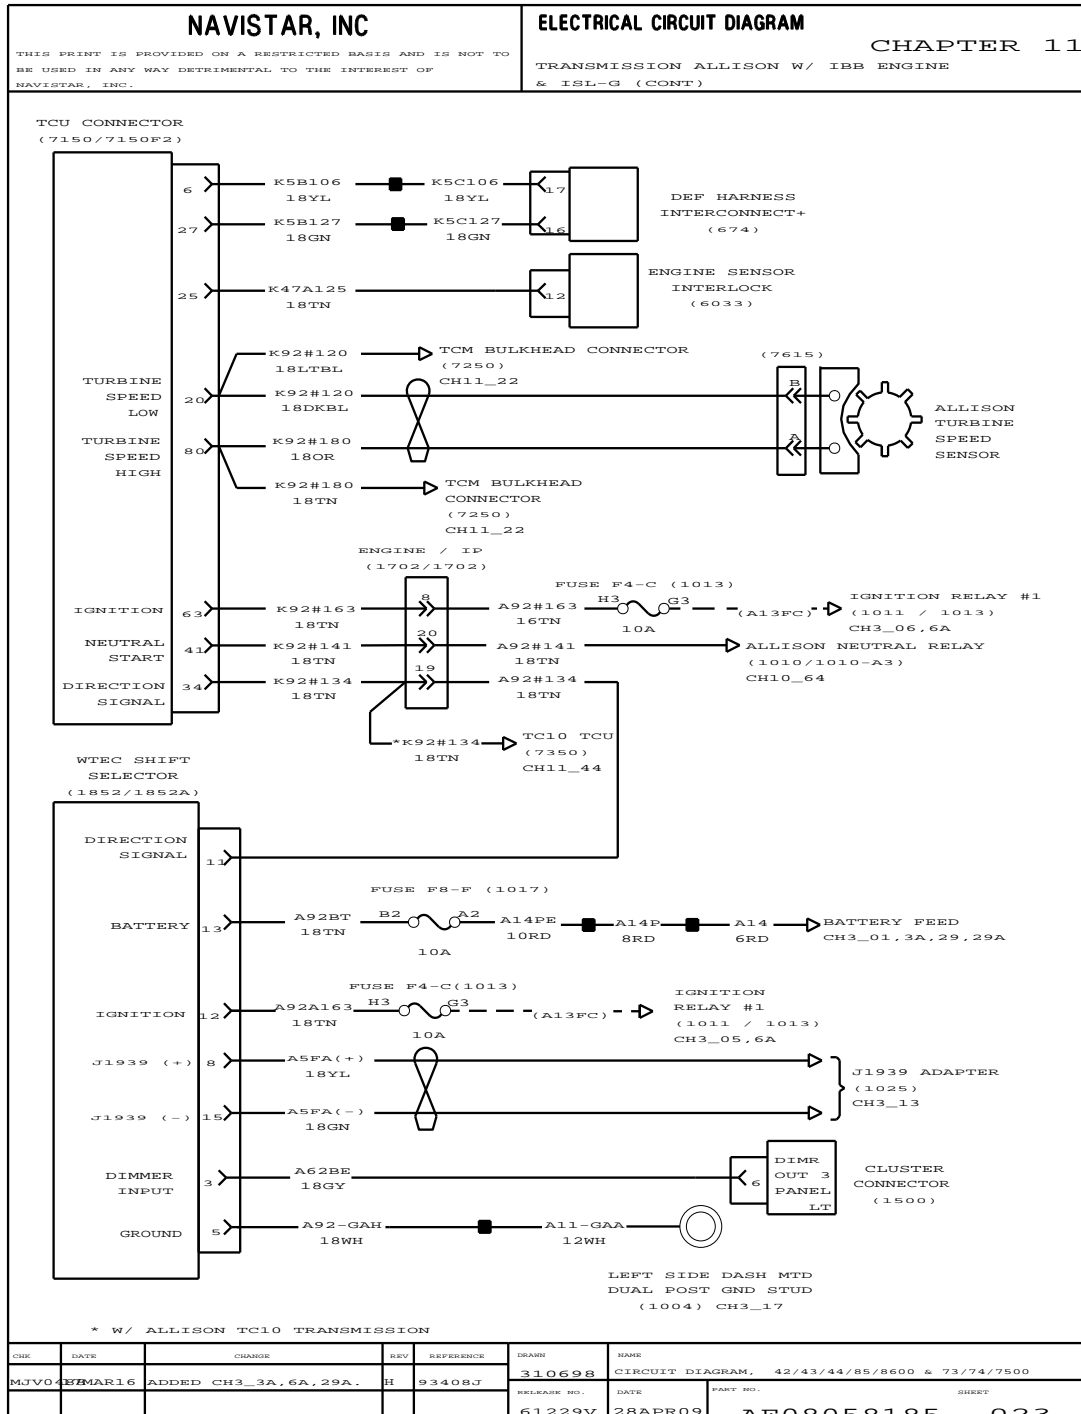 NAVISTAR, INC
THIS PRINT IS PROVIDED ON A RESTRICTED BASIS AND IS NOT TO
BE USED IN ANY WAY DETRIMENTAL TO THE INTEREST OF
NAVISTAR, INC.
ELECTRICAL CIRCUIT DIAGRAM
CHAPTER 11
TRANSMISSION ALLISON W/ IBB ENGINE
& ISL-G (CONT)
TCU CONNECTOR
(7150/7150F2)
6 K5B106 K5C106 17
18YL 18YL
DEF HARNESS
INTERCONNECT+
(674)
27 K5B127 K5C127 16
18GN 18GN
25 K47A125 12
18TN
ENGINE SENSOR
INTERLOCK
(6033)
K92#120
18LTBL
TCM BULKHEAD CONNECTOR
(7250)
CH11_22
(7615)
TURBINE
SPEED
LOW
20 K92#120 B
18DKBL
TURBINE
SPEED
HIGH
80 K92#180 A
18OR
ALLISON
TURBINE
SPEED
SENSOR
K92#180
18TN
TCM BULKHEAD
CONNECTOR
(7250)
CH11_22
ENGINE / IP
(1702/1702)
FUSE F4-C (1013)
IGNITION 63 K92#163 8 A92#163 H3 G3 (A13FC)
18TN 16TN 10A
IGNITION RELAY #1
(1011 / 1013)
CH3_06,6A
NEUTRAL
START
41 K92#141 20 A92#141
18TN 18TN
ALLISON NEUTRAL RELAY
(1010/1010-A3)
CH10_64
DIRECTION
SIGNAL
34 K92#134 19 A92#134
18TN 18TN
*K92#134
18TN
TC10 TCU
(7350)
CH11_44
WTEC SHIFT
SELECTOR
(1852/1852A)
DIRECTION
SIGNAL
11
FUSE F8-F (1017)
BATTERY 13 A92BT B2 A2 A14PE A14P A14
18TN 10A 10RD 8RD 6RD
BATTERY FEED
CH3_01,3A,29,29A
FUSE F4-C(1013)
IGNITION 12 A92A163 H3 G3 (A13FC)
18TN 10A
IGNITION
RELAY #1
(1011 / 1013)
CH3_05,6A
J1939 (+) 8 A5FA(+)
18YL
J1939 (-) 15 A5FA(-)
18GN
J1939 ADAPTER
(1025)
CH3_13
DIMMER
INPUT
3 A62BE 6
18GY
DIMR
OUT 3
PANEL
LT
CLUSTER
CONNECTOR
(1500)
GROUND 5 A92-GAH A11-GAA
18WH 12WH
LEFT SIDE DASH MTD
DUAL POST GND STUD
(1004) CH3_17
* W/ ALLISON TC10 TRANSMISSION
CHK DATE CHANGE REV REFERENCE
ADDED CH3_3A,6A,29A. H 93408J
DRAWN
310698
NAME
CIRCUIT DIAGRAM, 42/43/44/85/8600 & 73/74/7500
RELEASE NO.
61229V
DATE
28APR09
PART NO.
AE08058185
SHEET
023